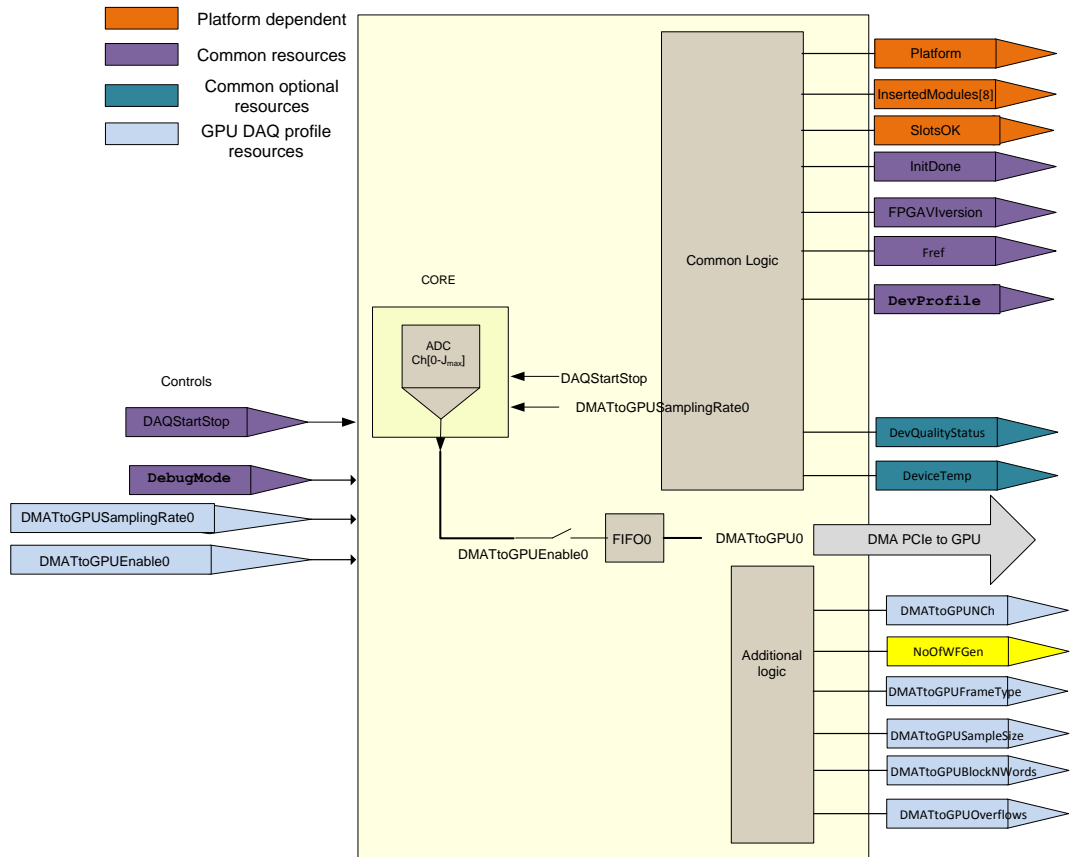 Platform dependent
Common resources
Common optional
resources
GPU DAQ profile
resources
Platform
InsertedModules[8]
SlotsOK
InitDone
FPGAVIversion
Fref
DevProfile
Common Logic
CORE
ADC
Ch[0-Jmax]
DAQStartStop
DMATtoGPUSamplingRate0
Controls
DAQStartStop
DebugMode
DMATtoGPUSamplingRate0
DMATtoGPUEnable0
DevQualityStatus
DeviceTemp
DMATtoGPUEnable0
FIFO0
DMATtoGPU0
DMA PCIe to GPU
Additional
logic
DMATtoGPUNCh
NoOfWFGen
DMATtoGPUFrameType
DMATtoGPUSampleSize
DMATtoGPUBlockNWords
DMATtoGPUOverflows